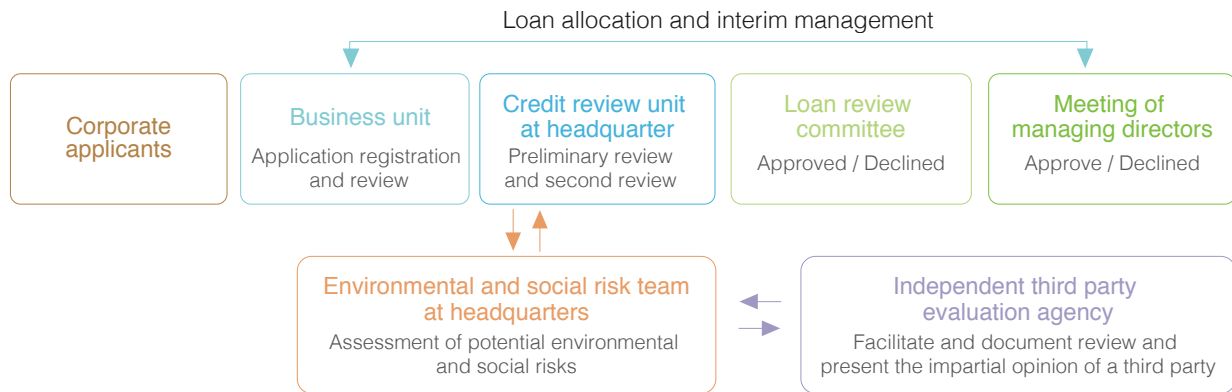 Loan allocation and interim management
Corporate
applicants
Business unit
Application registration
and review
Credit review unit
at headquarter
Preliminary review
and second review
Loan review
committee
Approved / Declined
Meeting of
managing directors
Approve / Declined
Environmental and social risk team
at headquarters
Assessment of potential environmental
and social risks
Independent third party
evaluation agency
Facilitate and document review and
present the impartial opinion of a third party